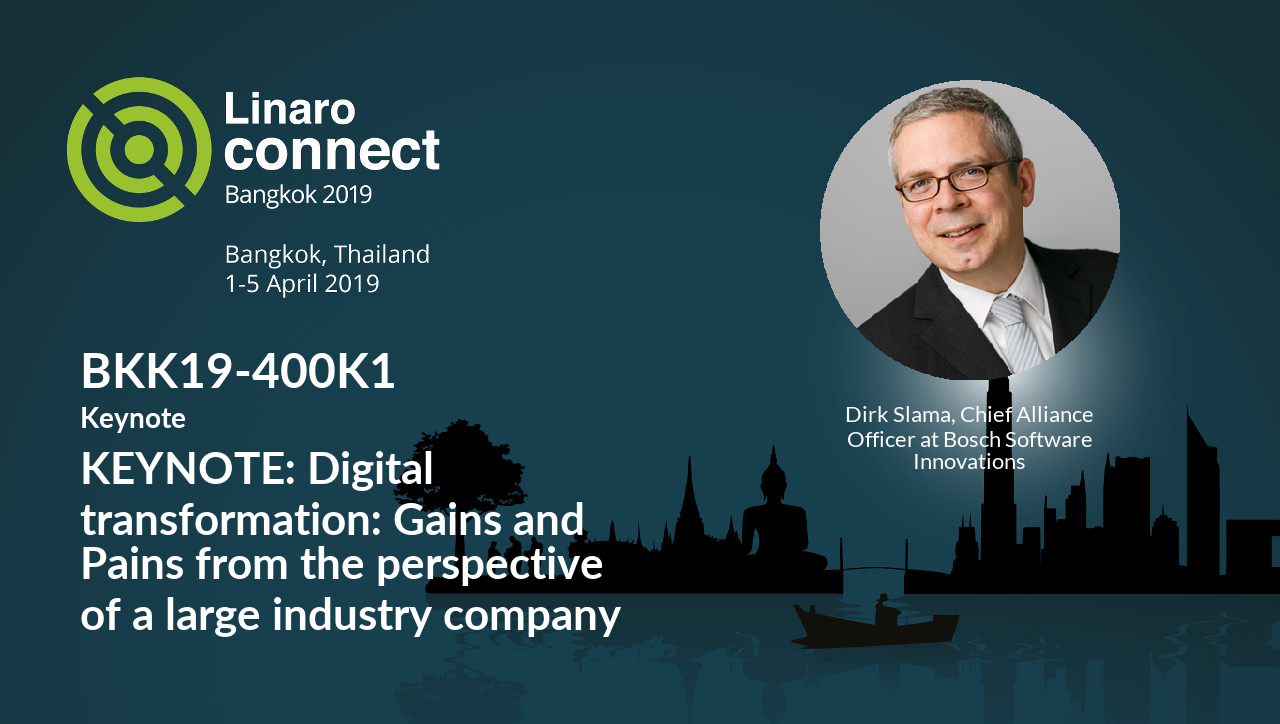 Linaro
connect
Bangkok 2019
Bangkok, Thailand
1-5 April 2019
BKK19-400K1
Keynote
KEYNOTE: Digital
transformation: Gains and
Pains from the perspective
of a large industry company
Dirk Slama, Chief Alliance
Officer at Bosch Software
Innovations